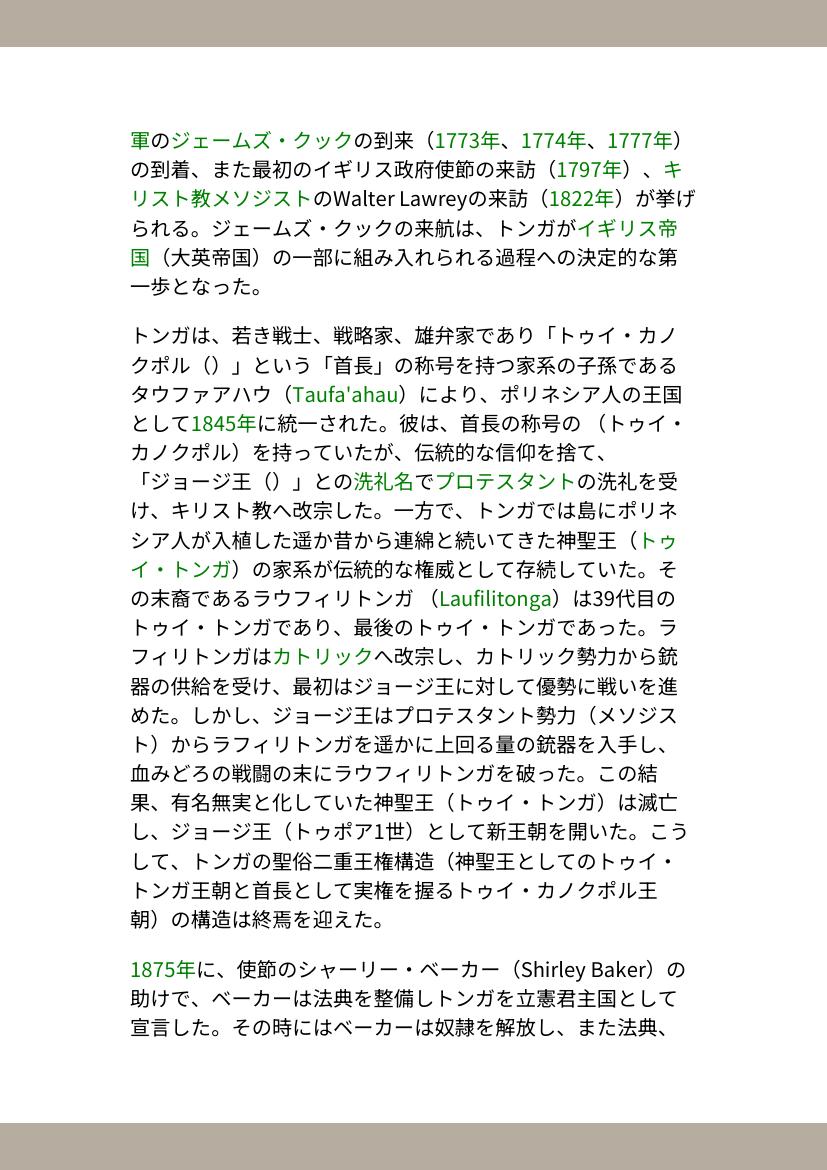 軍のジェームズ・クックの到来（1773年、1774年、1777年）
の到着、また最初のイギリス政府使節の来訪（1797年）、キ
リスト教メソジストのWalter Lawreyの来訪（1822年）が挙げ
られる。ジェームズ・クックの来航は、トンガがイギリス帝
国（大英帝国）の一部に組み入れられる過程への決定的な第
一歩となった。
トンガは、若き戦士、戦略家、雄弁家であり「トゥイ・カノ
クポル（）」という「首長」の称号を持つ家系の子孫である
タウファアハウ（Taufa'ahau）により、ポリネシア人の王国
として1845年に統一された。彼は、首長の称号の （トゥイ・
カノクポル）を持っていたが、伝統的な信仰を捨て、
「ジョージ王（）」との洗礼名でプロテスタントの洗礼を受
け、キリスト教へ改宗した。一方で、トンガでは島にポリネ
シア人が入植した遥か昔から連綿と続いてきた神聖王（トゥ
イ・トンガ）の家系が伝統的な権威として存続していた。そ
の末裔であるラウフィリトンガ （Laufilitonga）は39代目の
トゥイ・トンガであり、最後のトゥイ・トンガであった。ラ
フィリトンガはカトリックへ改宗し、カトリック勢力から銃
器の供給を受け、最初はジョージ王に対して優勢に戦いを進
めた。しかし、ジョージ王はプロテスタント勢力（メソジス
ト）からラフィリトンガを遥かに上回る量の銃器を入手し、
血みどろの戦闘の末にラウフィリトンガを破った。この結
果、有名無実と化していた神聖王（トゥイ・トンガ）は滅亡
し、ジョージ王（トゥポア1世）として新王朝を開いた。こう
して、トンガの聖俗二重王権構造（神聖王としてのトゥイ・
トンガ王朝と首長として実権を握るトゥイ・カノクポル王
朝）の構造は終焉を迎えた。
1875年に、使節のシャーリー・ベーカー（Shirley Baker）の
助けで、ベーカーは法典を整備しトンガを立憲君主国として
宣言した。その時にはベーカーは奴隷を解放し、また法典、